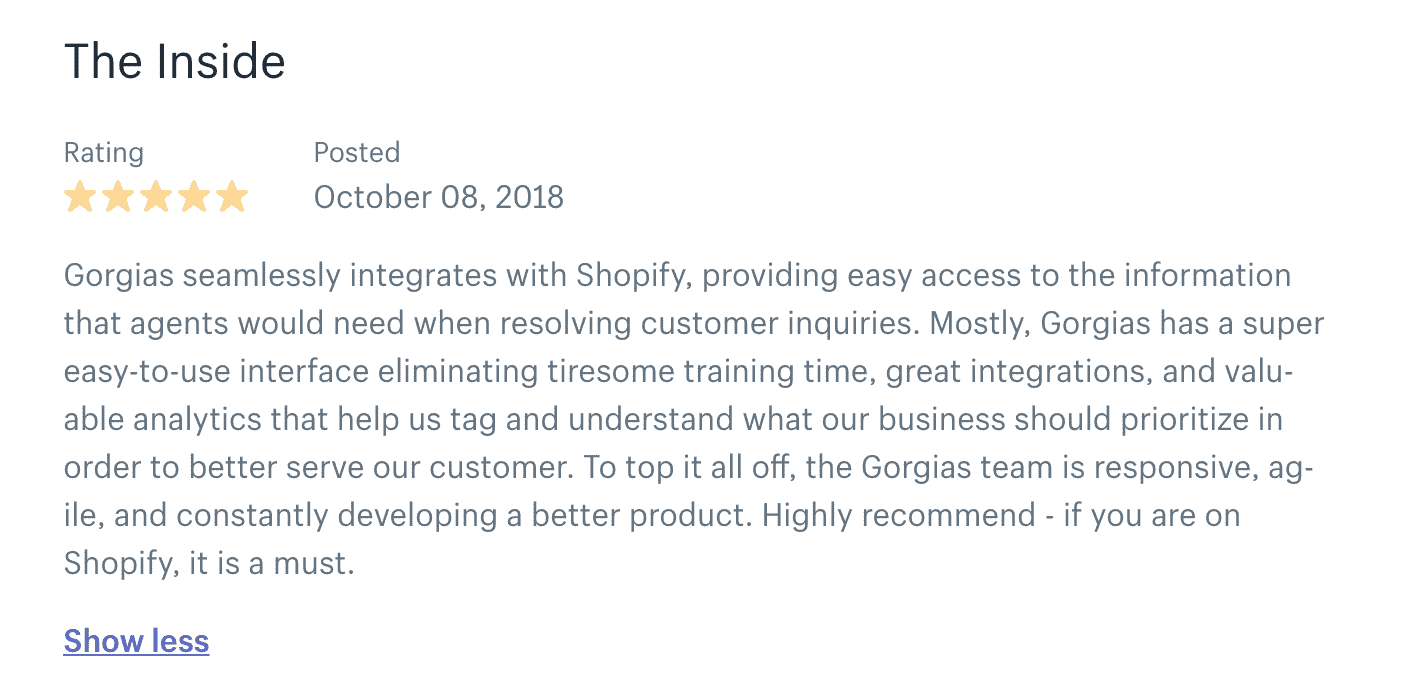 The Inside
Rating
Posted
October 08, 2018
Gorgias seamlessly integrates with Shopify, providing easy access to the information
that agents would need when resolving customer inquiries. Mostly, Gorgias has a super
easy-to-use interface eliminating tiresome training time, great integrations, and valu-
able analytics that help us tag and understand what our business should prioritize in
order to better serve our customer. To top it all off, the Gorgias team is responsive, ag-
ile, and constantly developing a better product. Highly recommend - if you are on
Shopify, it is a must.
Show less